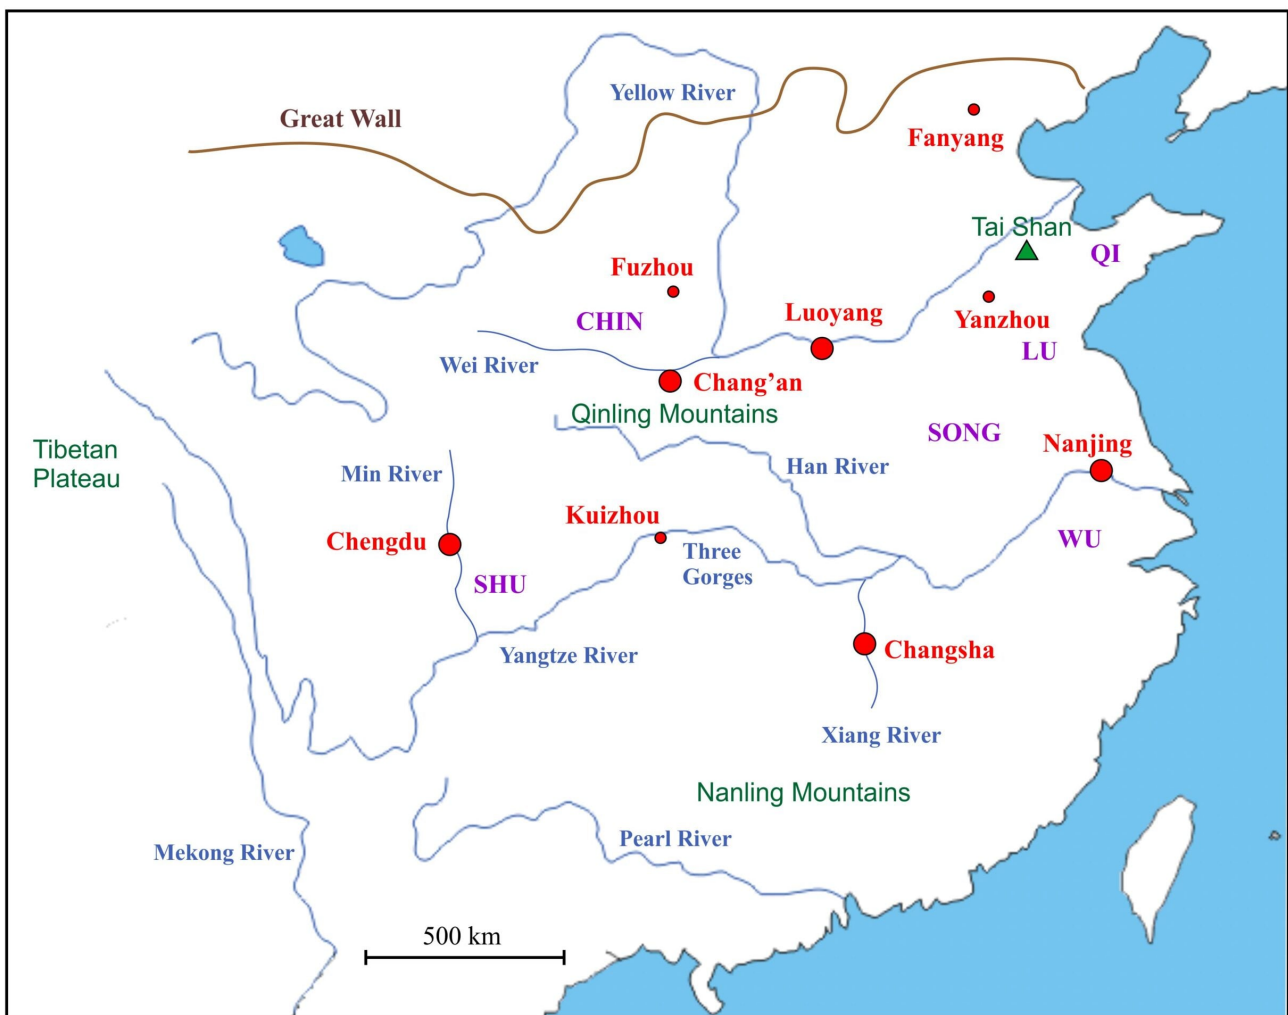 Yellow River
Great Wall
Fanyang
Tai Shan
QI
Fuzhou
CHIN
Luoyang
Yanzhou
LU
Wei River
Chang’an
Qinling Mountains
SONG
Nanjing
Tibetan
Plateau
Min River
Han River
Kuizhou
Chengdu
Three
Gorges
WU
SHU
Yangtze River
Changsha
Xiang River
Nanling Mountains
Pearl River
Mekong River
500 km